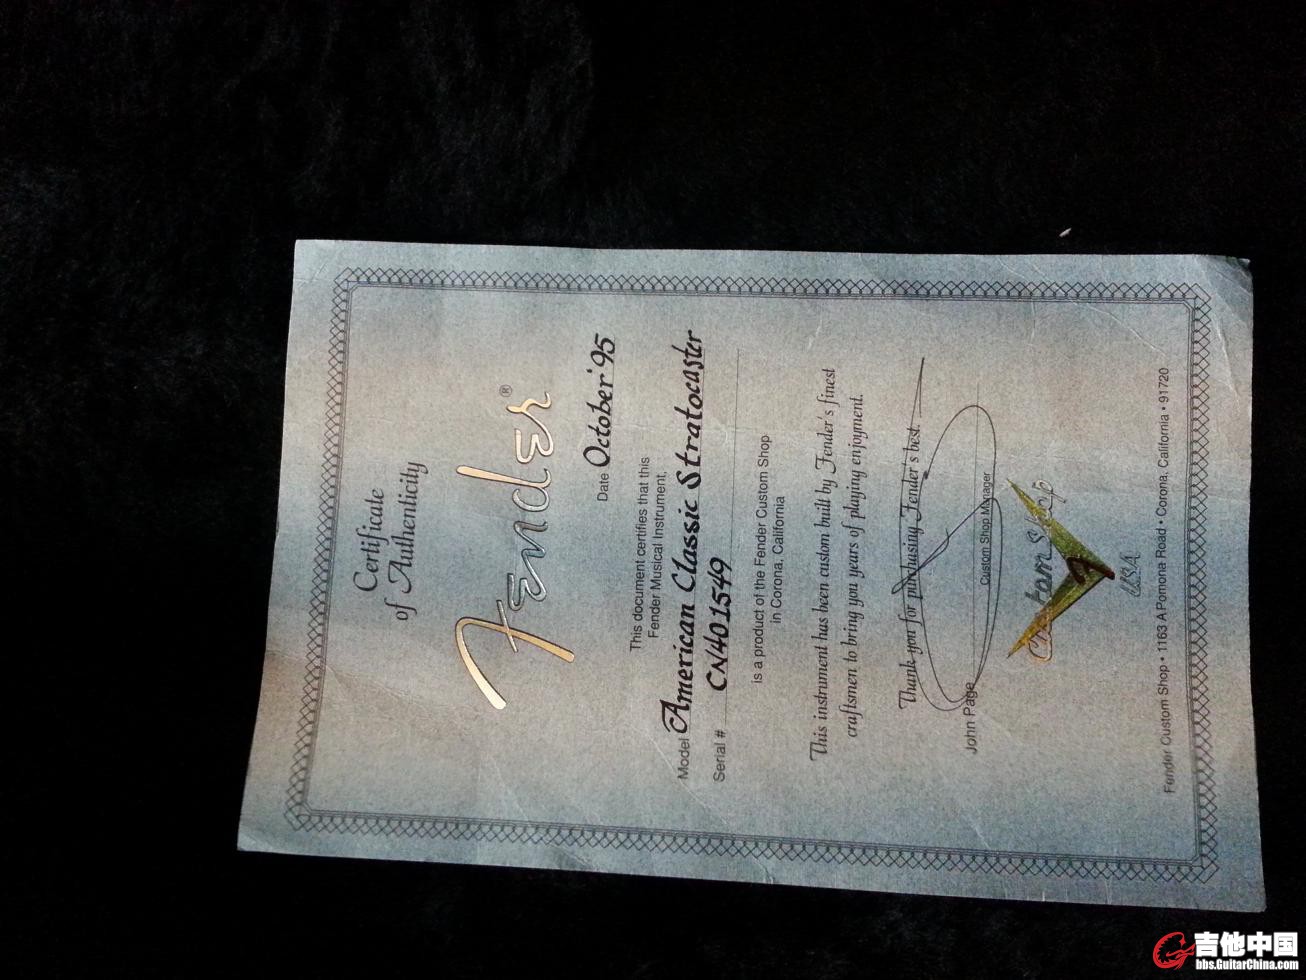 Certificate
of Authenticity
Fender®
Date October '95
This document certifies that this
Fender Musical Instrument,
Model American Classic Stratocaster
Serial # CN401549
is a product of the Fender Custom Shop
in Corona, California
This instrument has been custom built by Fender's finest
craftsmen to bring you years of playing enjoyment.
Thank you for purchasing Fender's best.
John Page
Custom Shop Manager
Custom Shop
USA
Fender Custom Shop • 1163 A Pomona Road • Corona, California • 91720
吉他中国
bbs.GuitarChina.com